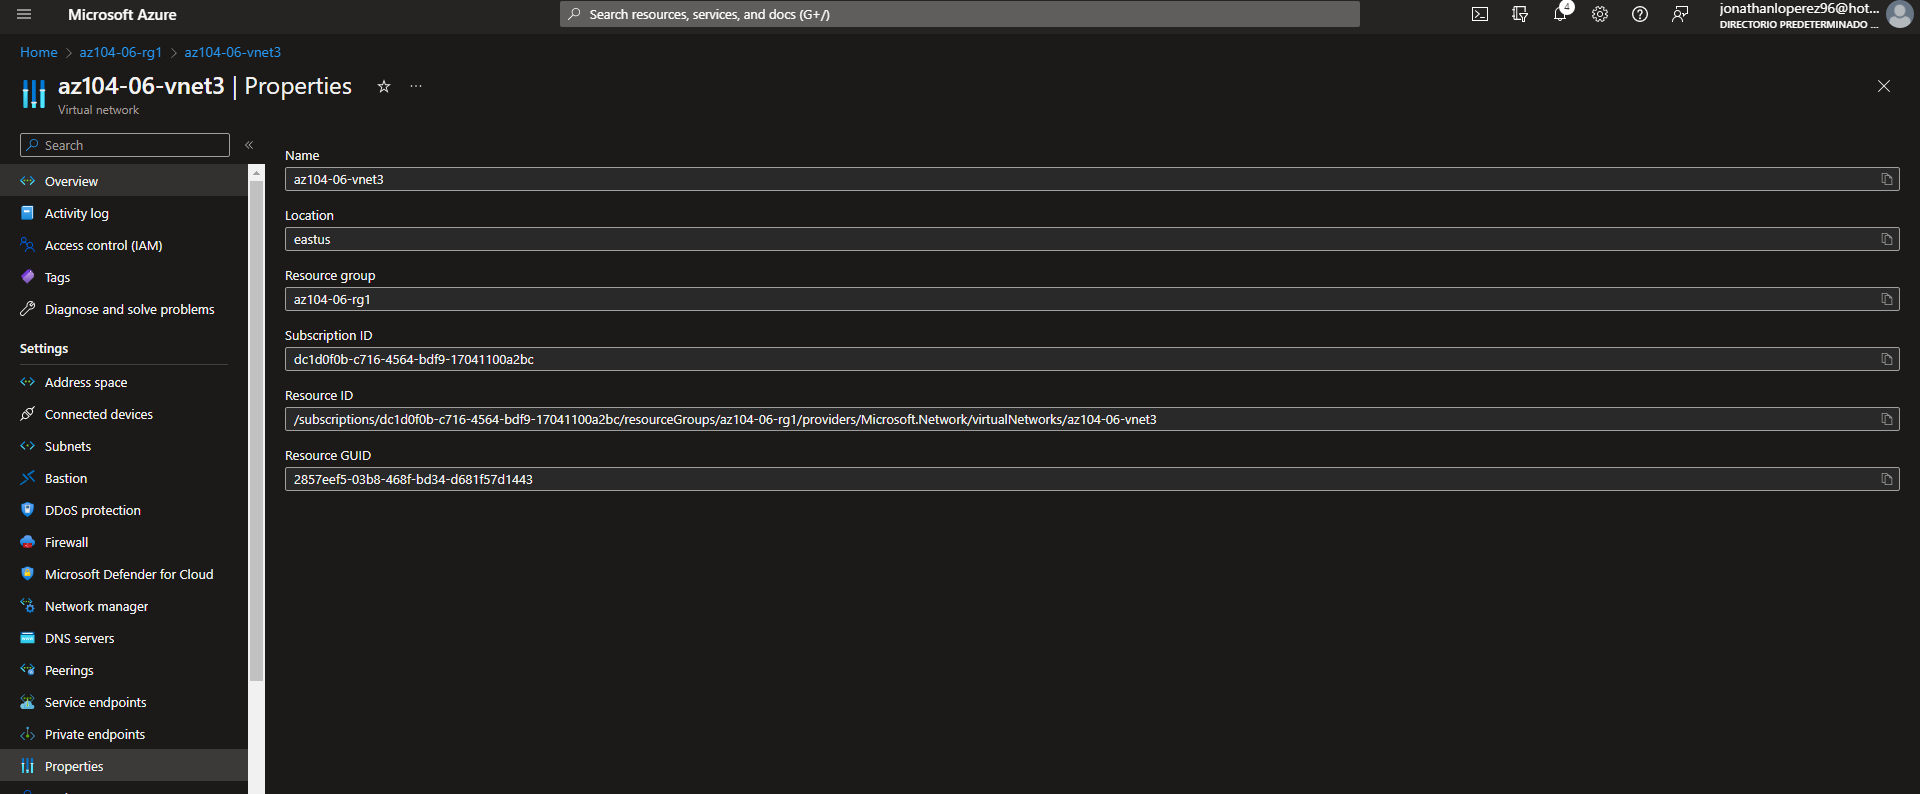 Microsoft Azure
Search resources, services, and docs (G+/)
4
jonathanloperez96@hot...
DIRECTORIO PREDETERMINADO ...
Home > az104-06-rg1 > az104-06-vnet3
az104-06-vnet3 | Properties
Virtual network
Search
Overview
Activity log
Access control (IAM)
Tags
Diagnose and solve problems
Settings
Address space
Connected devices
Subnets
Bastion
DDoS protection
Firewall
Microsoft Defender for Cloud
Network manager
DNS servers
Peerings
Service endpoints
Private endpoints
Properties
Name
az104-06-vnet3
Location
eastus
Resource group
az104-06-rg1
Subscription ID
dc1d0f0b-c716-4564-bdf9-17041100a2bc
Resource ID
/subscriptions/dc1d0f0b-c716-4564-bdf9-17041100a2bc/resourceGroups/az104-06-rg1/providers/Microsoft.Network/virtualNetworks/az104-06-vnet3
Resource GUID
2857eef5-03b8-468f-bd34-d681f57d1443